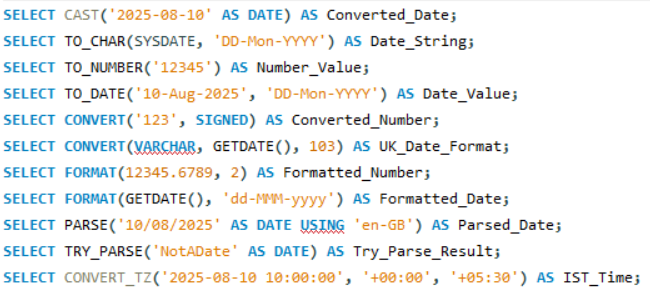 SELECT CAST('2025-08-10' AS DATE) AS Converted_Date;
SELECT TO_CHAR(SYSDATE, 'DD-Mon-YYYY') AS Date_String;
SELECT TO_NUMBER('12345') AS Number_Value;
SELECT TO_DATE('10-Aug-2025', 'DD-Mon-YYYY') AS Date_Value;
SELECT CONVERT('123', SIGNED) AS Converted_Number;
SELECT CONVERT(VARCHAR, GETDATE(), 103) AS UK_Date_Format;
SELECT FORMAT(12345.6789, 2) AS Formatted_Number;
SELECT FORMAT(GETDATE(), 'dd-MMM-yyyy') AS Formatted_Date;
SELECT PARSE('10/08/2025' AS DATE USING 'en-GB') AS Parsed_Date;
SELECT TRY_PARSE('NotADate' AS DATE) AS Try_Parse_Result;
SELECT CONVERT_TZ('2025-08-10 10:00:00', '+00:00', '+05:30') AS IST_Time;